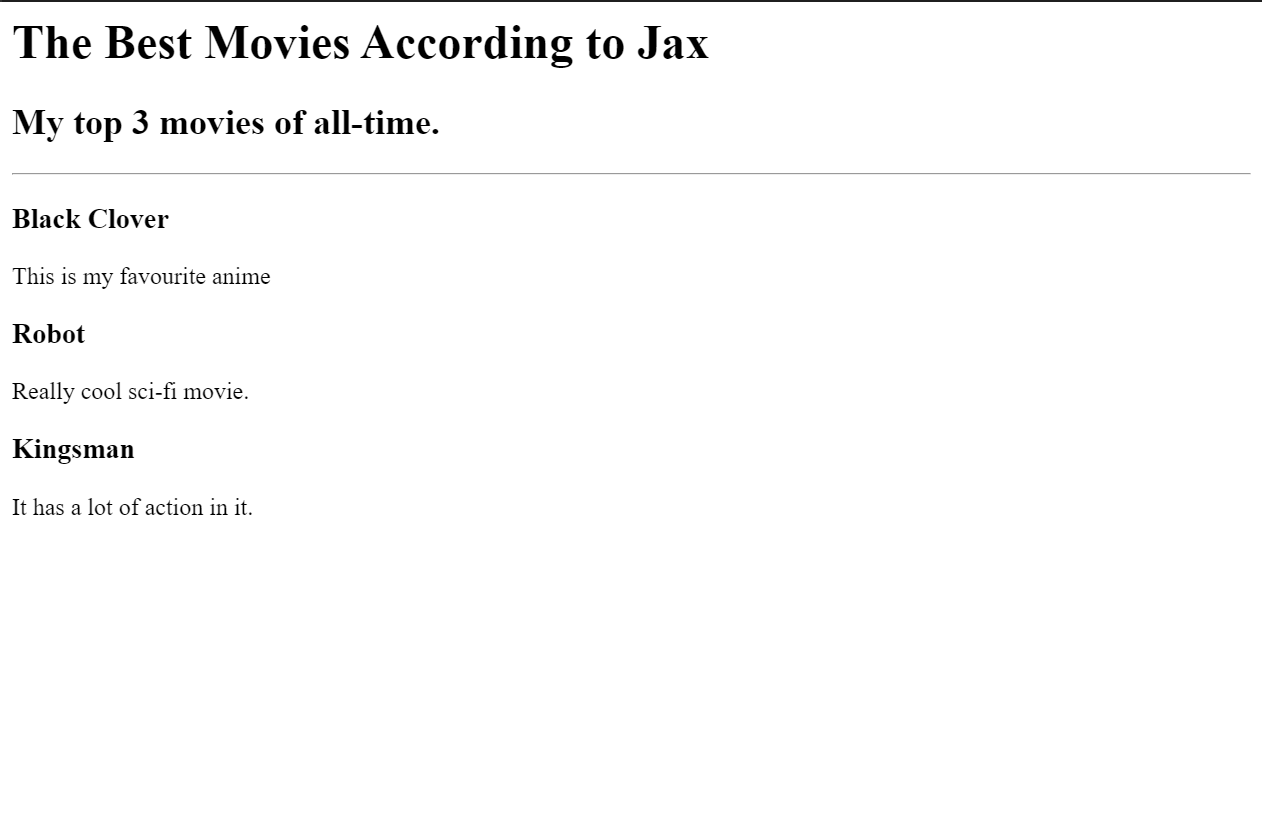 The Best Movies According to Jax
My top 3 movies of all-time.
Black Clover
This is my favourite anime
Robot
Really cool sci-fi movie.
Kingsman
It has a lot of action in it.